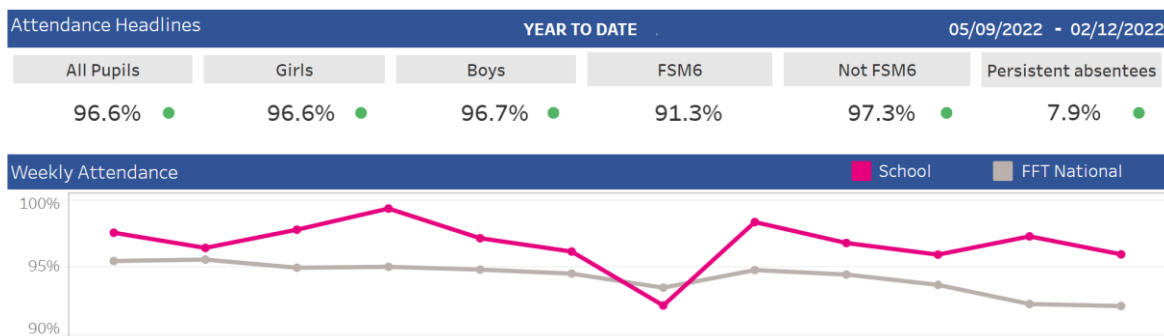 Attendance Headlines YEAR TO DATE 05/09/2022 - 02/12/2022
All Pupils Girls Boys FSM6 Not FSM6 Persistent absentees
96.6% 96.6% 96.7% 91.3% 97.3% 7.9%
Weekly Attendance School FFT National
100%
95%
90%